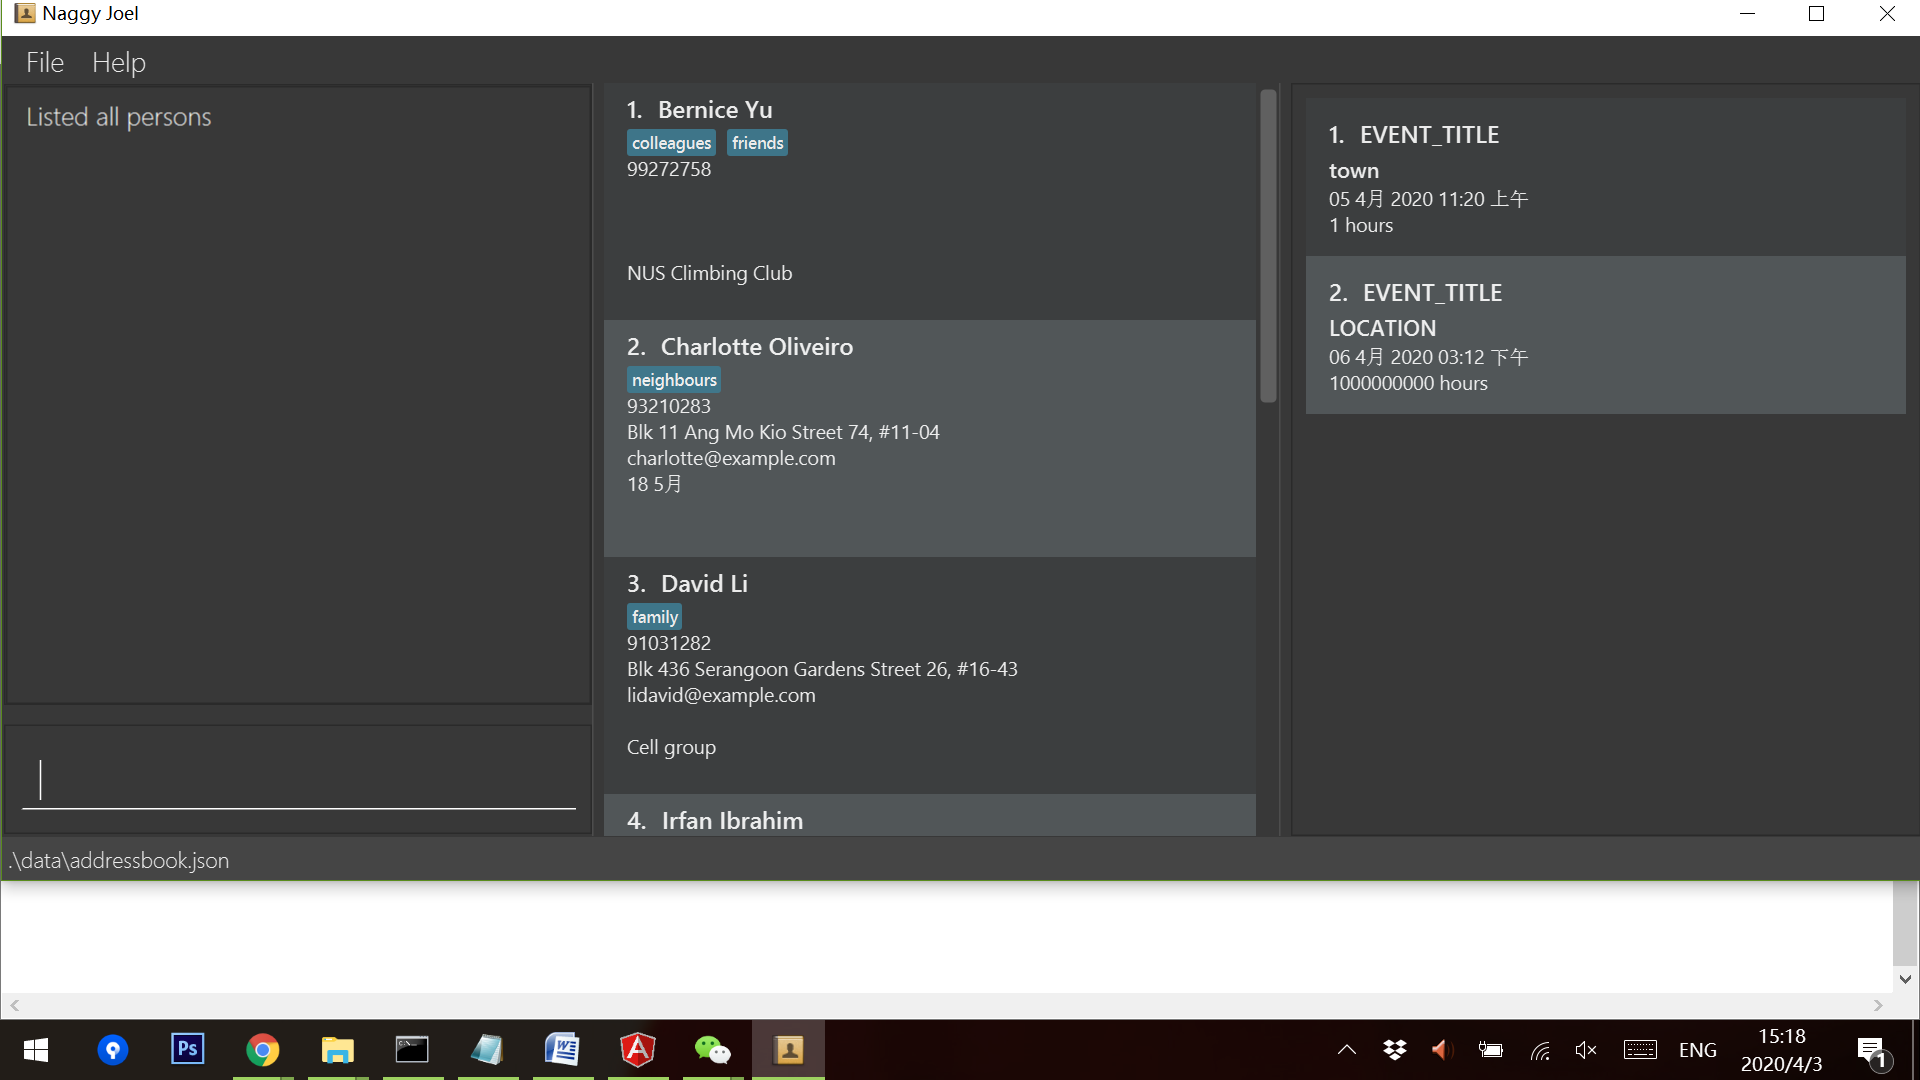 Naggy Joel
File Help
Listed all persons
1. Bernice Yu
colleagues friends
99272758
NUS Climbing Club
2. Charlotte Oliveiro
neighbours
93210283
Blk 11 Ang Mo Kio Street 74, #11-04
charlotte@example.com
18 5月
3. David Li
family
91031282
Blk 436 Serangoon Gardens Street 26, #16-43
lidavid@example.com
Cell group
4. Irfan Ibrahim
1. EVENT_TITLE
town
05 4月 2020 11:20 上午
1 hours
2. EVENT_TITLE
LOCATION
06 4月 2020 03:12 下午
1000000000 hours
.\data\addressbook.json
Ps
ENG
15:18
2020/4/3
1